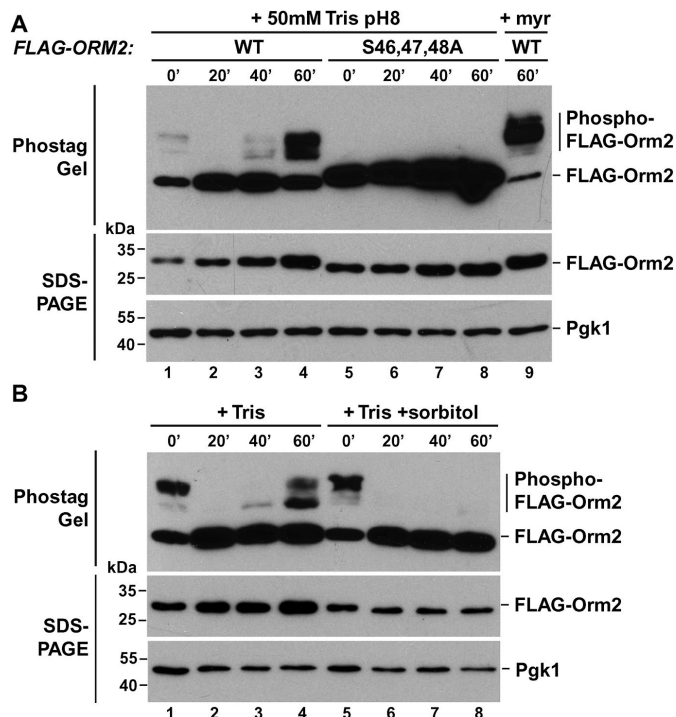 A
+ 50mM Tris pH8
+ myr
FLAG-ORM2:
WT
S46,47,48A
WT
0’ 20’ 40’ 60’ 0’ 20’ 40’ 60’ 60’
Phostag
Gel
Phospho-
FLAG-Orm2
FLAG-Orm2
kDa
35
25
SDS-
PAGE
FLAG-Orm2
55
40
Pgk1
1 2 3 4 5 6 7 8 9
B
+ Tris
+ Tris +sorbitol
0’ 20’ 40’ 60’ 0’ 20’ 40’ 60’
Phostag
Gel
Phospho-
FLAG-Orm2
FLAG-Orm2
kDa
35
25
SDS-
PAGE
FLAG-Orm2
55
40
Pgk1
1 2 3 4 5 6 7 8